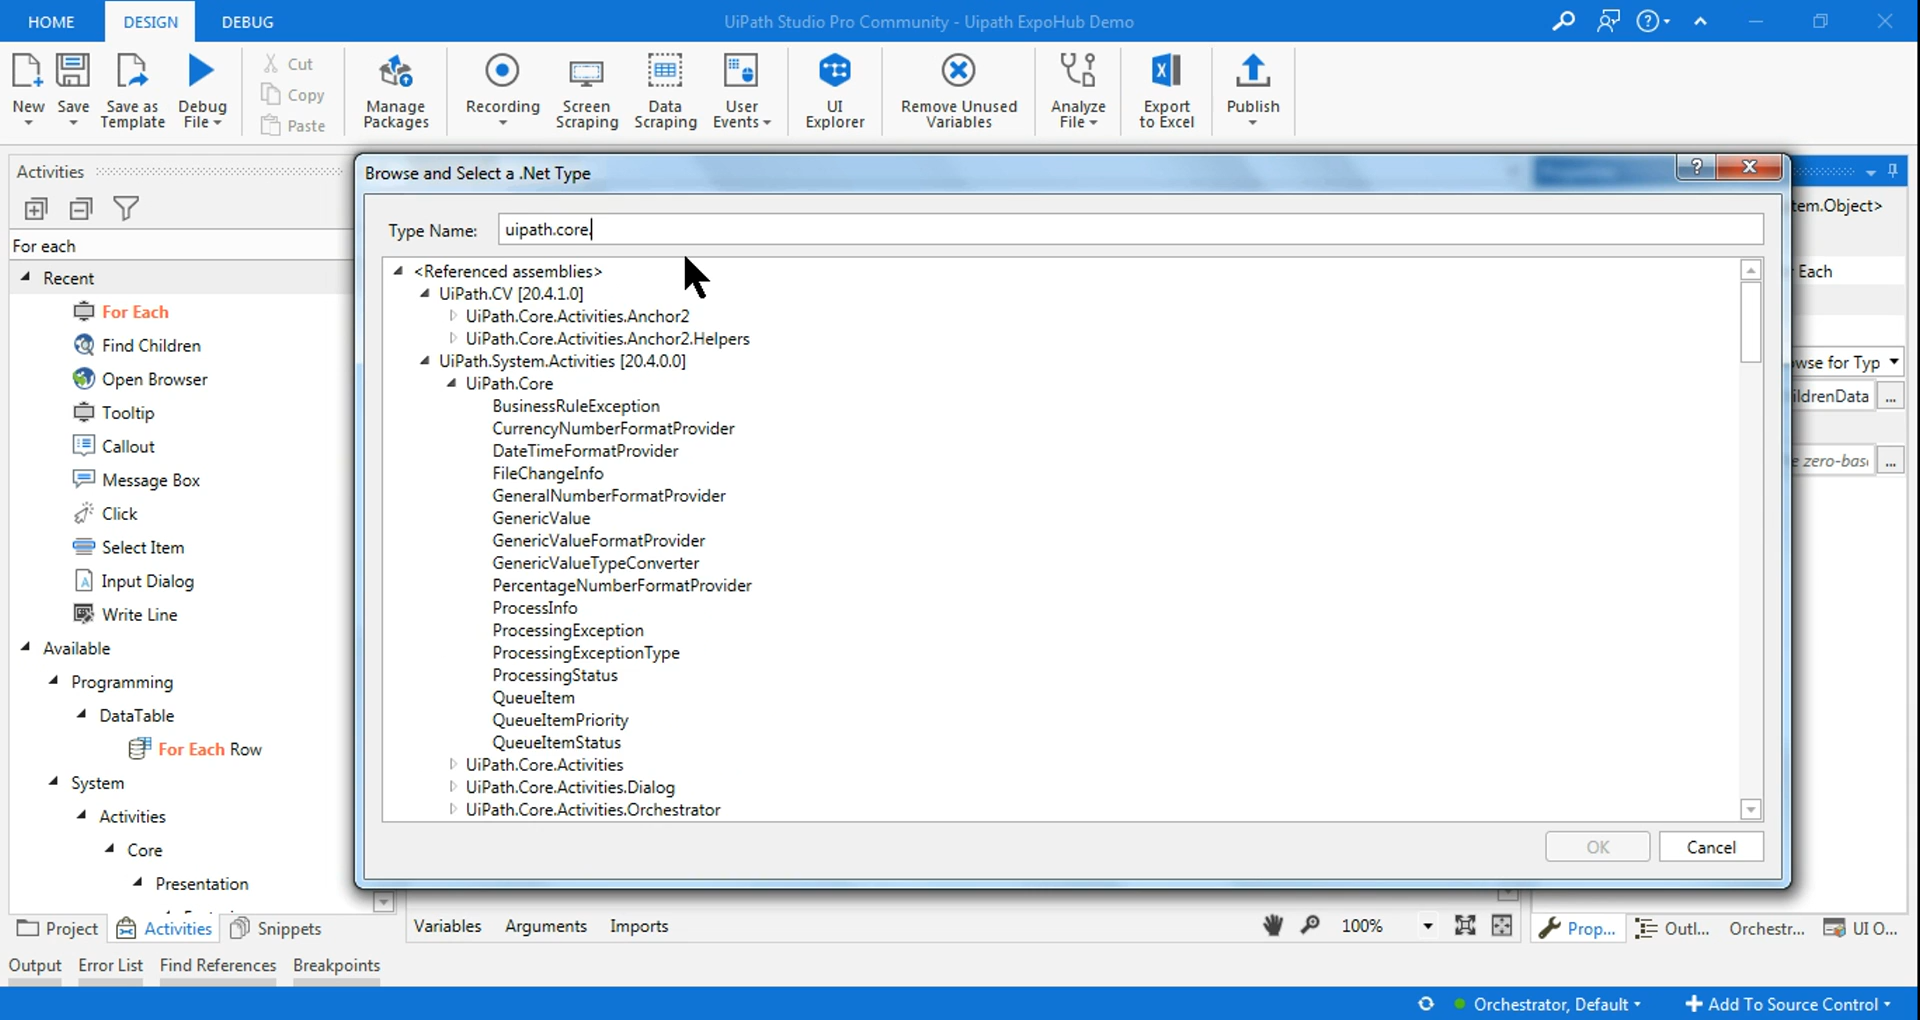 HOME DESIGN DEBUG
UiPath Studio Pro Community - Uipath ExpoHub Demo
New
Save
Save as Template
Debug File
Cut
Copy
Paste
Manage Packages
Recording
Screen Scraping
Data Scraping
User Events
UI Explorer
Remove Unused Variables
Analyze File
Export to Excel
Publish
Activities
For each
Recent
For Each
Find Children
Open Browser
Tooltip
Callout
Message Box
Click
Select Item
Input Dialog
Write Line
Available
Programming
DataTable
For Each Row
System
Activities
Core
Presentation
Browse and Select a .Net Type
Type Name: uipath.core.
<Referenced assemblies>
UiPath.CV [20.4.1.0]
UiPath.Core.Activities.Anchor2
UiPath.Core.Activities.Anchor2.Helpers
UiPath.System.Activities [20.4.0.0]
UiPath.Core
BusinessRuleException
CurrencyNumberFormatProvider
DateTimeFormatProvider
FileChangeInfo
GeneralNumberFormatProvider
GenericValue
GenericValueFormatProvider
GenericValueTypeConverter
PercentageNumberFormatProvider
ProcessInfo
ProcessingException
ProcessingExceptionType
ProcessingStatus
QueueItem
QueueItemPriority
QueueItemStatus
UiPath.Core.Activities
UiPath.Core.Activities.Dialog
UiPath.Core.Activities.Orchestrator
OK Cancel
tem.Object>
Each
wse for Typ
ildrenData ...
e zero-bas ...
Project Activities Snippets
Variables Arguments Imports
100%
Prop... Outl... Orchestr... UI O...
Output Error List Find References Breakpoints
Orchestrator, Default
Add To Source Control